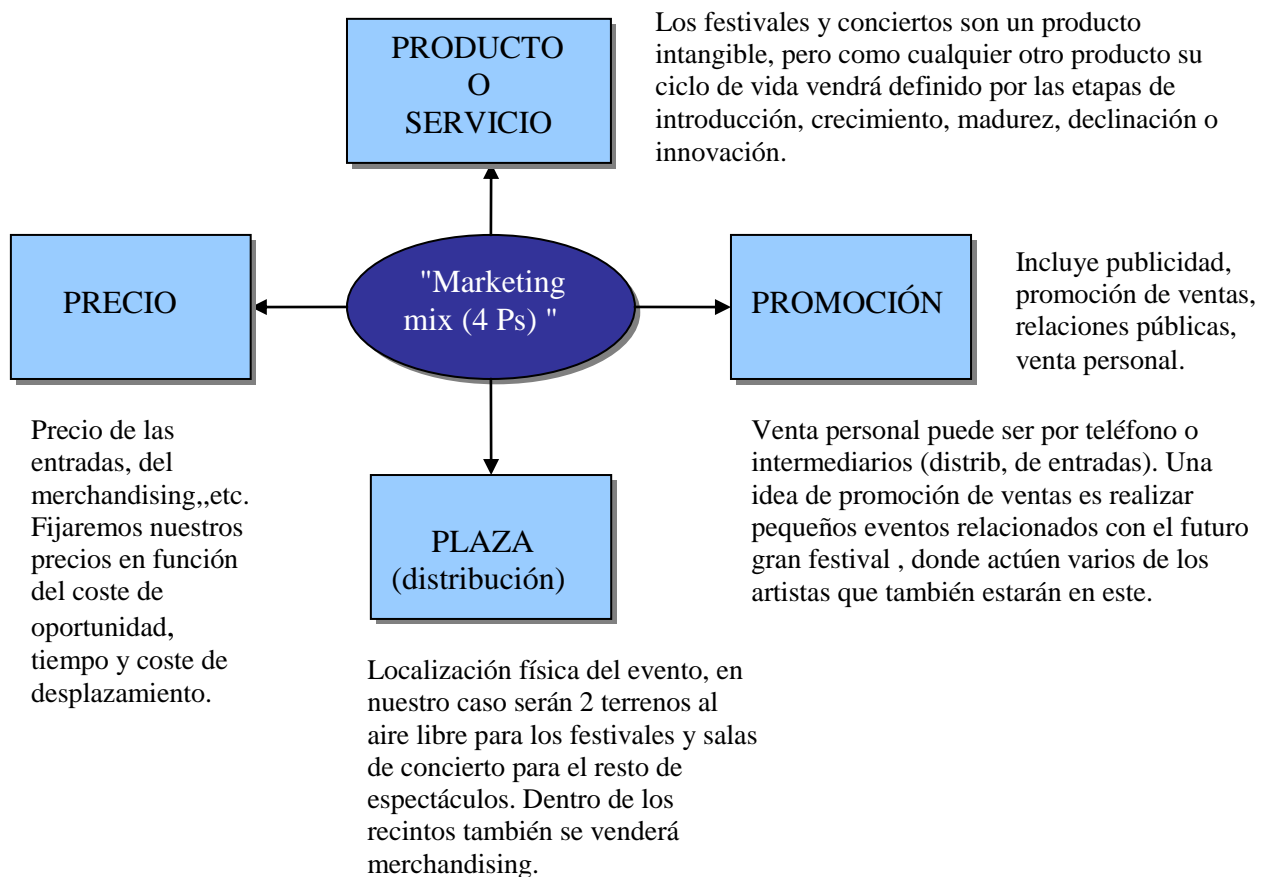 PRODUCTO
O
SERVICIO
Los festivales y conciertos son un producto
intangible, pero como cualquier otro producto su
ciclo de vida vendrá definido por las etapas de
introducción, crecimiento, madurez, declinación o
innovación.
PRECIO
"Marketing
mix (4 Ps) "
PROMOCIÓN
Incluye publicidad,
promoción de ventas,
relaciones públicas,
venta personal.
Precio de las
entradas, del
merchandising,,etc.
Fijaremos nuestros
precios en función
del coste de
oportunidad,
tiempo y coste de
desplazamiento.
PLAZA
(distribución)
Venta personal puede ser por teléfono o
intermediarios (distrib, de entradas). Una
idea de promoción de ventas es realizar
pequeños eventos relacionados con el futuro
gran festival , donde actúen varios de los
artistas que también estarán en este.
Localización física del evento, en
nuestro caso serán 2 terrenos al
aire libre para los festivales y salas
de concierto para el resto de
espectáculos. Dentro de los
recintos también se venderá
merchandising.